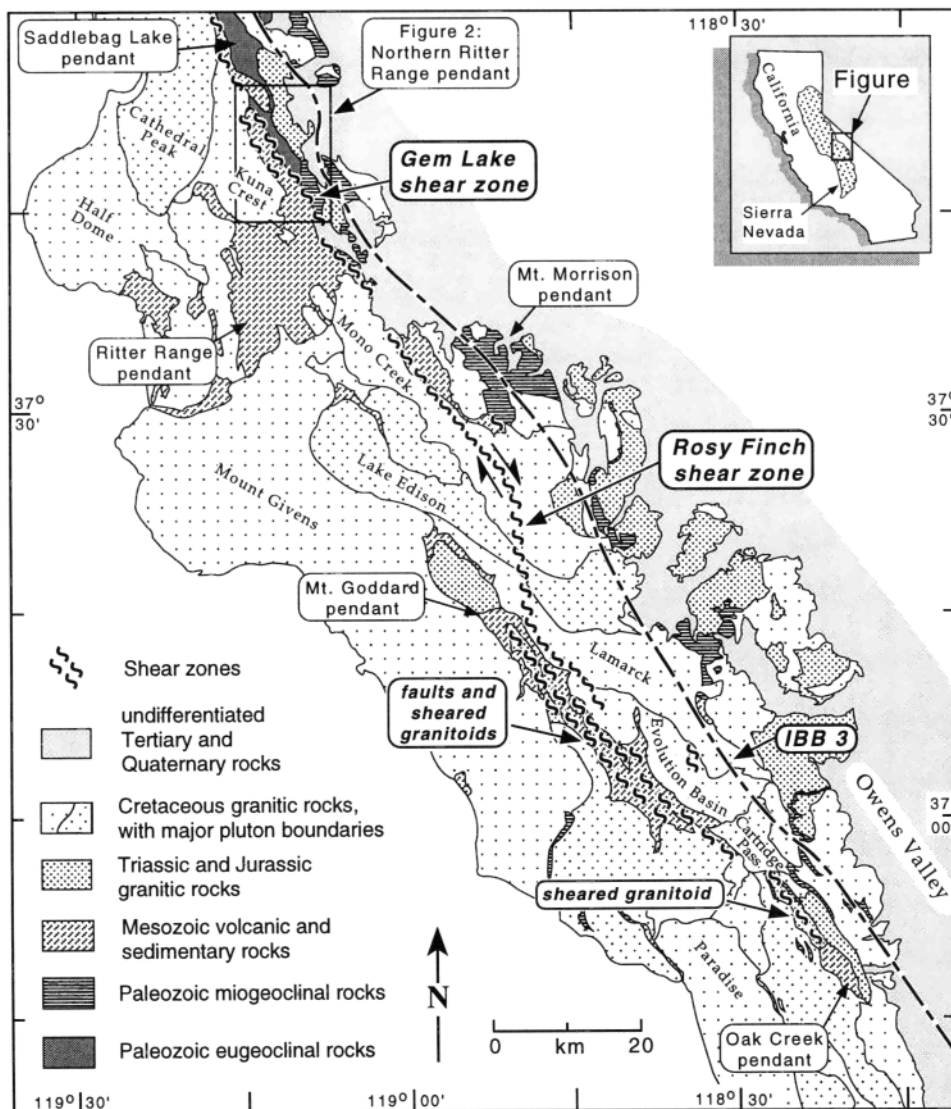 118° 30'
Saddlebag Lake
pendant
Figure 2:
Northern Ritter
Range pendant
California
Figure
Sierra
Nevada
Cathedral
Peak
Gem Lake
shear zone
Kuna
Crest
Half
Dome
Mt. Morrison
pendant
Ritter Range
pendant
Mono Creek
37°
30'
37°
30'
Rosy Finch
shear zone
Lake Edison
Mount Givens
Mt. Goddard
pendant
Lamarck
Shear zones
faults and
sheared
granitoids
undifferentiated
Tertiary and
Quaternary rocks
Evolution Basin
IBB 3
Owens Valley
37
00
Cretaceous granitic rocks,
with major pluton boundaries
Cartridge
Pass
Triassic and Jurassic
granitic rocks
sheared granitoid
Mesozoic volcanic and
sedimentary rocks
Paradise
Paleozoic miogeoclinal rocks
N
0 10 20
km
Oak Creek
pendant
Paleozoic eugeoclinal rocks
119° 30'
119° 00'
118° 30'